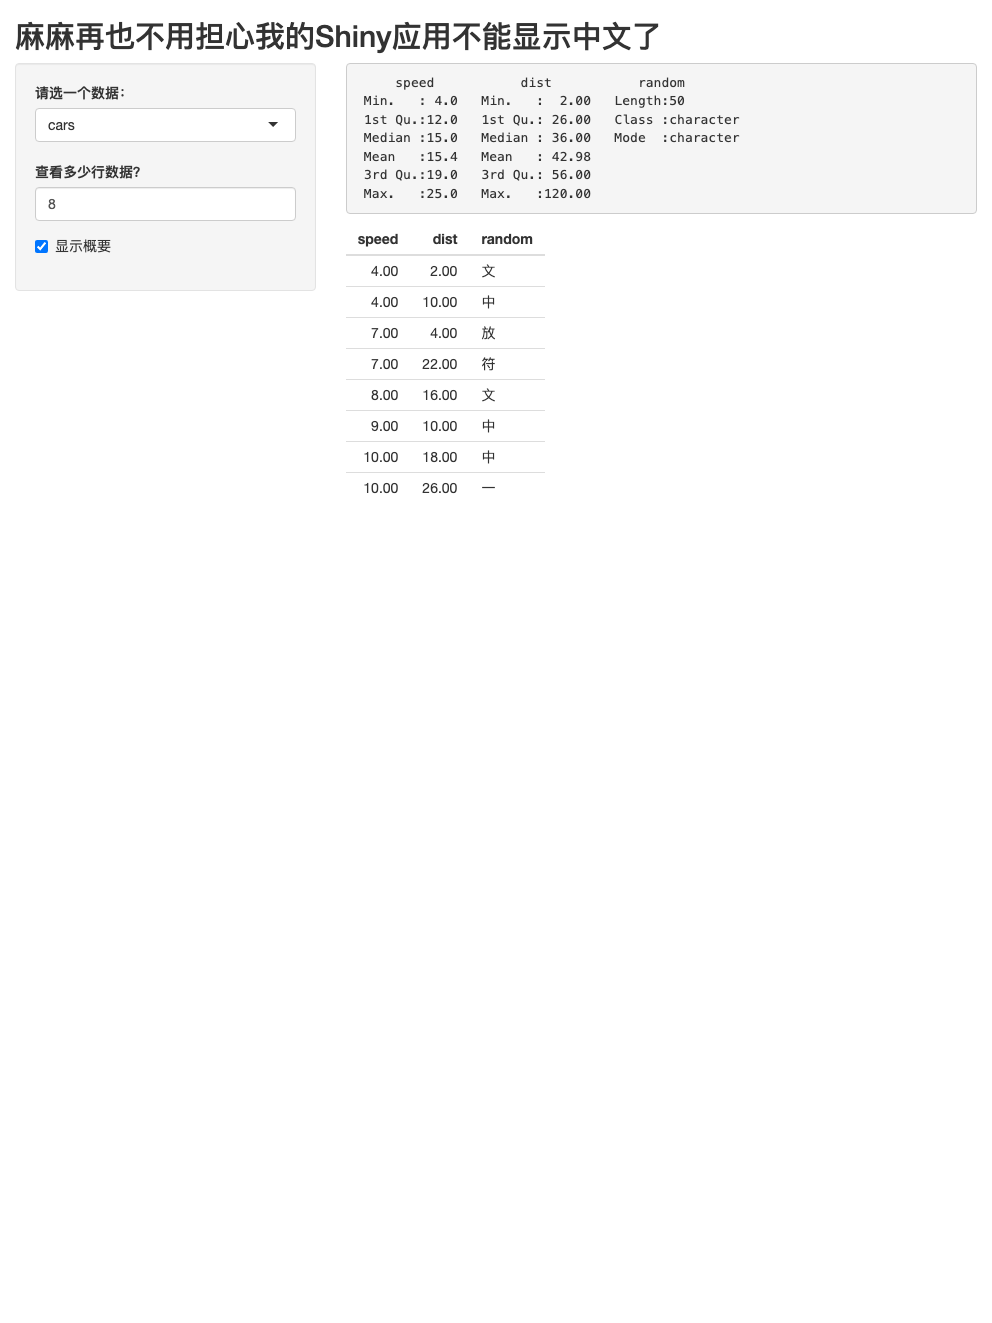 麻麻再也不用担心我的Shiny应用不能显示中文了
请选一个数据：
cars
查看多少行数据？
8
显示概要
speed dist random
Min. : 4.0 Min. : 2.00 Length:50
1st Qu.:12.0 1st Qu.: 26.00 Class :character
Median :15.0 Median : 36.00 Mode :character
Mean :15.4 Mean : 42.98
3rd Qu.:19.0 3rd Qu.: 56.00
Max. :25.0 Max. :120.00
speed dist random
4.00 2.00 文
4.00 10.00 中
7.00 4.00 放
7.00 22.00 符
8.00 16.00 文
9.00 10.00 中
10.00 18.00 中
10.00 26.00 一